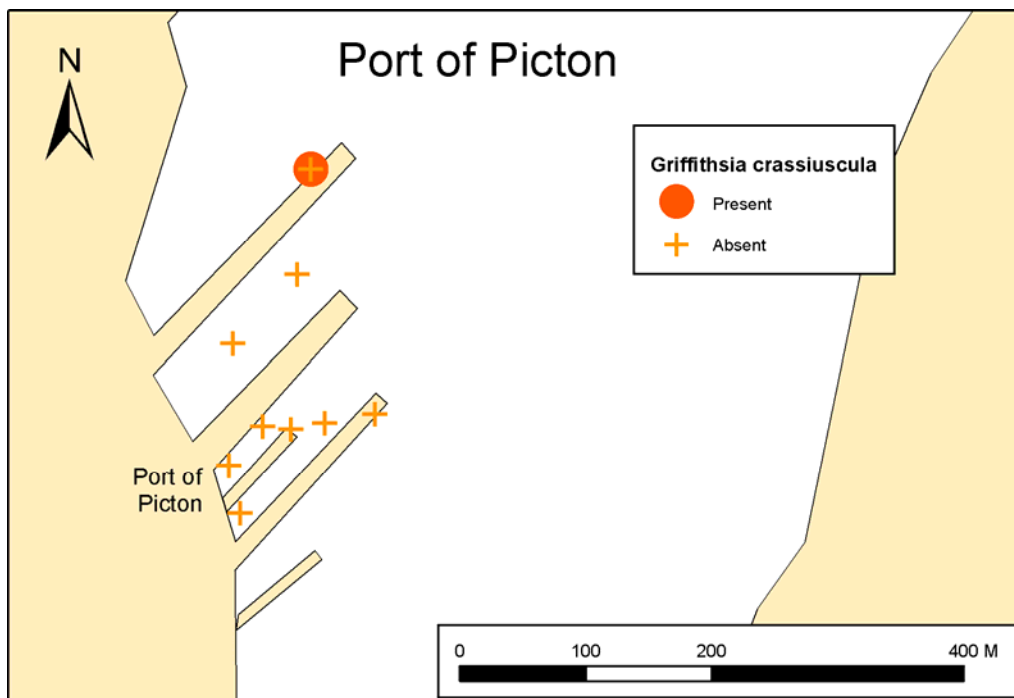 Port of Picton
N
Griffithsia crassiuscula
Present
Absent
Port of
Picton
0 100 200 400 M